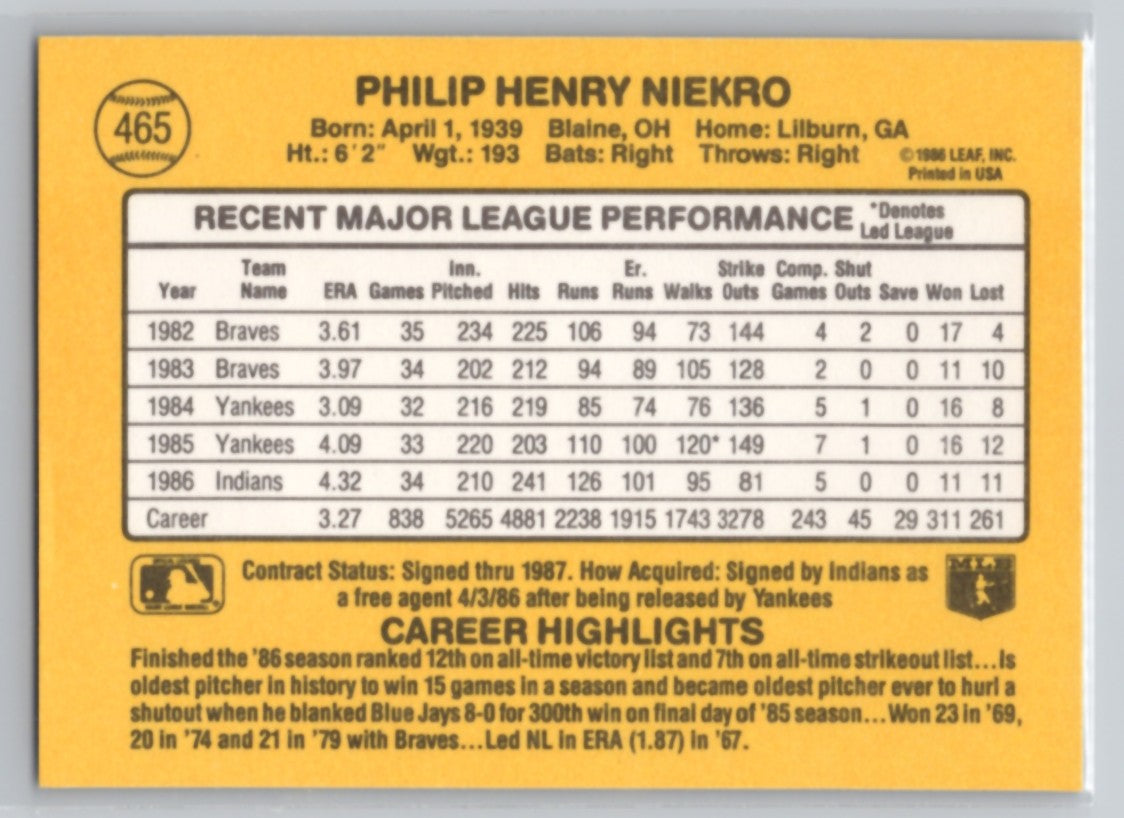 465
PHILIP HENRY NIEKRO
Born: April 1, 1939 Blaine, OH Home: Lilburn, GA
Ht.: 6'2" Wgt.: 193 Bats: Right Throws: Right
©1986 LEAF, INC.
Printed in USA
RECENT MAJOR LEAGUE PERFORMANCE *Denotes Led League
Year Team Name ERA Games Inn. Pitched Hits Runs Er. Runs Walks Strike Outs Comp. Games Shut Outs Save Won Lost
1982 Braves 3.61 35 234 225 106 94 73 144 4 2 0 17 4
1983 Braves 3.97 34 202 212 94 89 105 128 2 0 0 11 10
1984 Yankees 3.09 32 216 219 85 74 76 136 5 1 0 16 8
1985 Yankees 4.09 33 220 203 110 100 120* 149 7 1 0 16 12
1986 Indians 4.32 34 210 241 126 101 95 81 5 0 0 11 11
Career 3.27 838 5265 4881 2238 1915 1743 3278 243 45 29 311 261
Contract Status: Signed thru 1987. How Acquired: Signed by Indians as
a free agent 4/3/86 after being released by Yankees
CAREER HIGHLIGHTS
Finished the '86 season ranked 12th on all-time victory list and 7th on all-time strikeout list...Is
oldest pitcher in history to win 15 games in a season and became oldest pitcher ever to hurl a
shutout when he blanked Blue Jays 8-0 for 300th win on final day of '85 season...Won 23 in '69,
20 in '74 and 21 in '79 with Braves...Led NL in ERA (1.87) in '67.